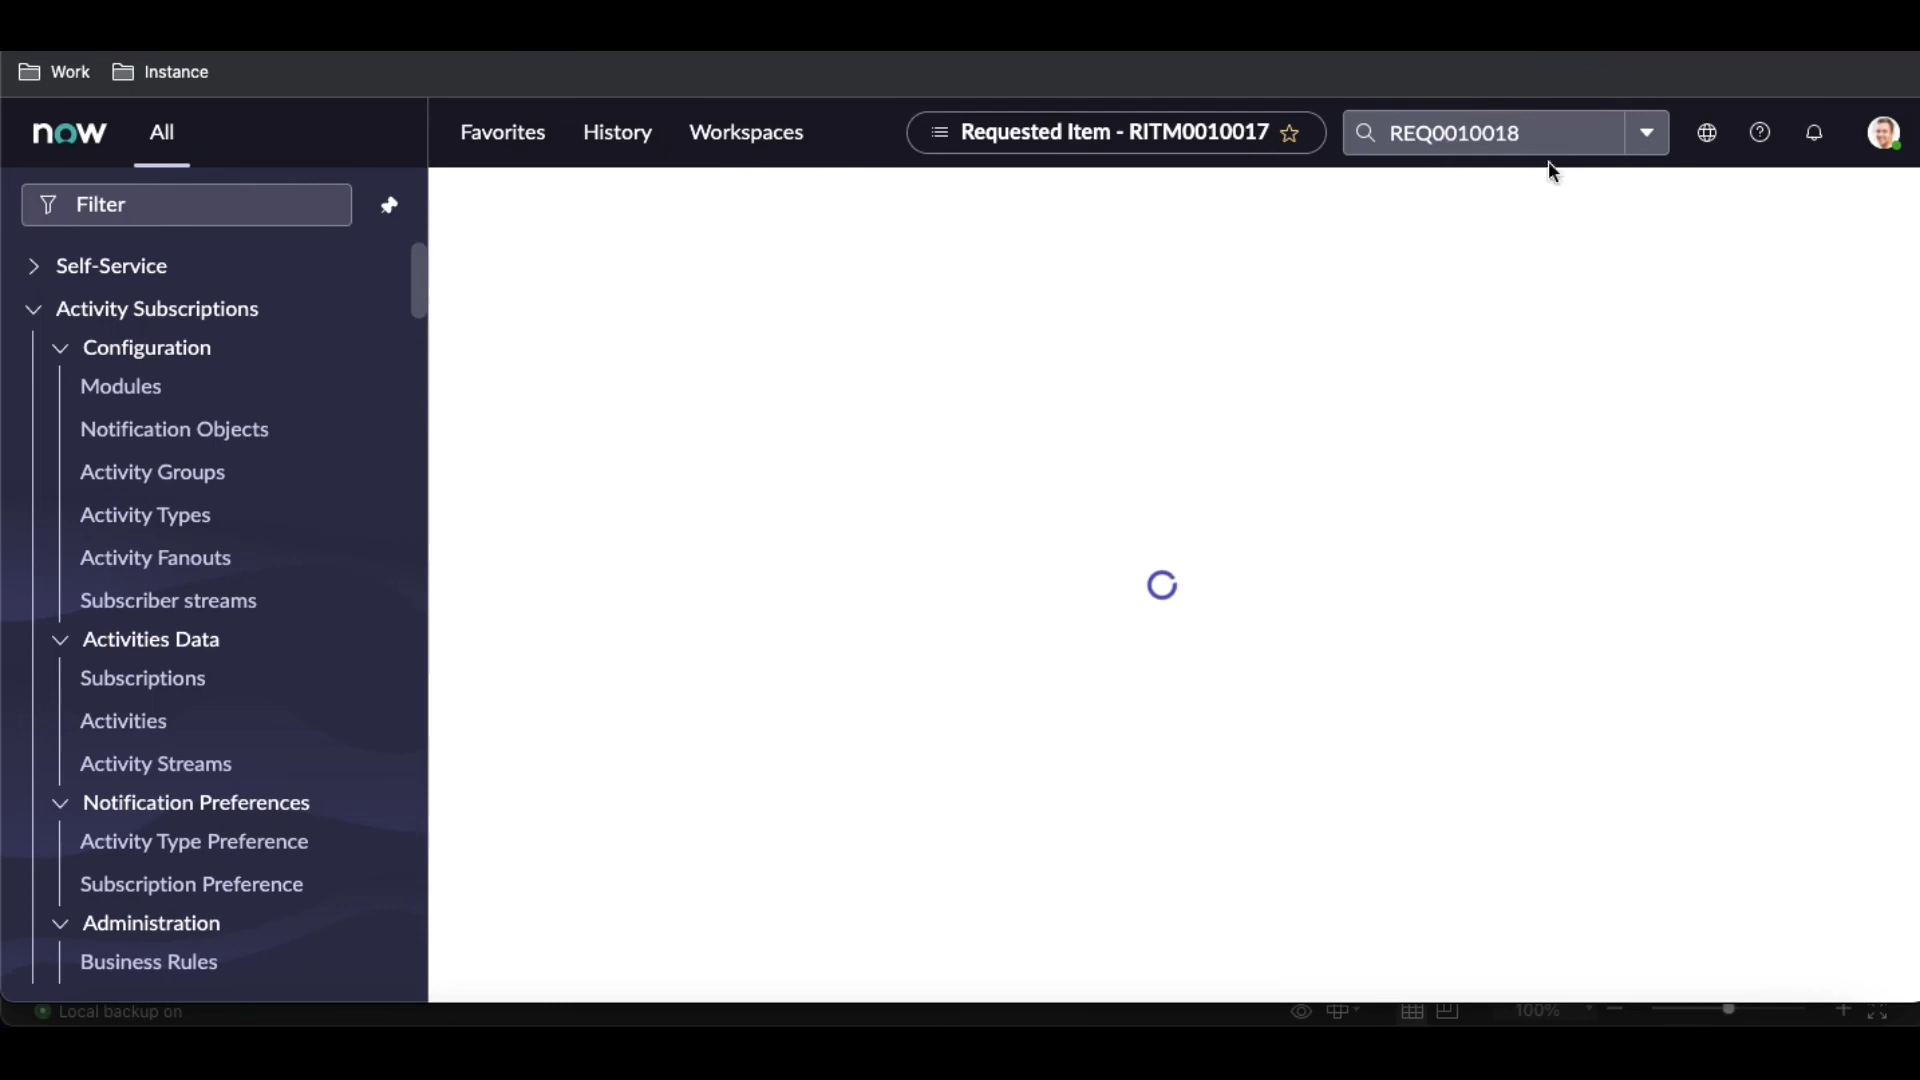 Work Instance
now All Favorites History Workspaces Requested Item - RITM0010017 REQ0010018
Filter
Self-Service
Activity Subscriptions
Configuration
Modules
Notification Objects
Activity Groups
Activity Types
Activity Fanouts
Subscriber streams
Activities Data
Subscriptions
Activities
Activity Streams
Notification Preferences
Activity Type Preference
Subscription Preference
Administration
Business Rules
Local backup on 100%